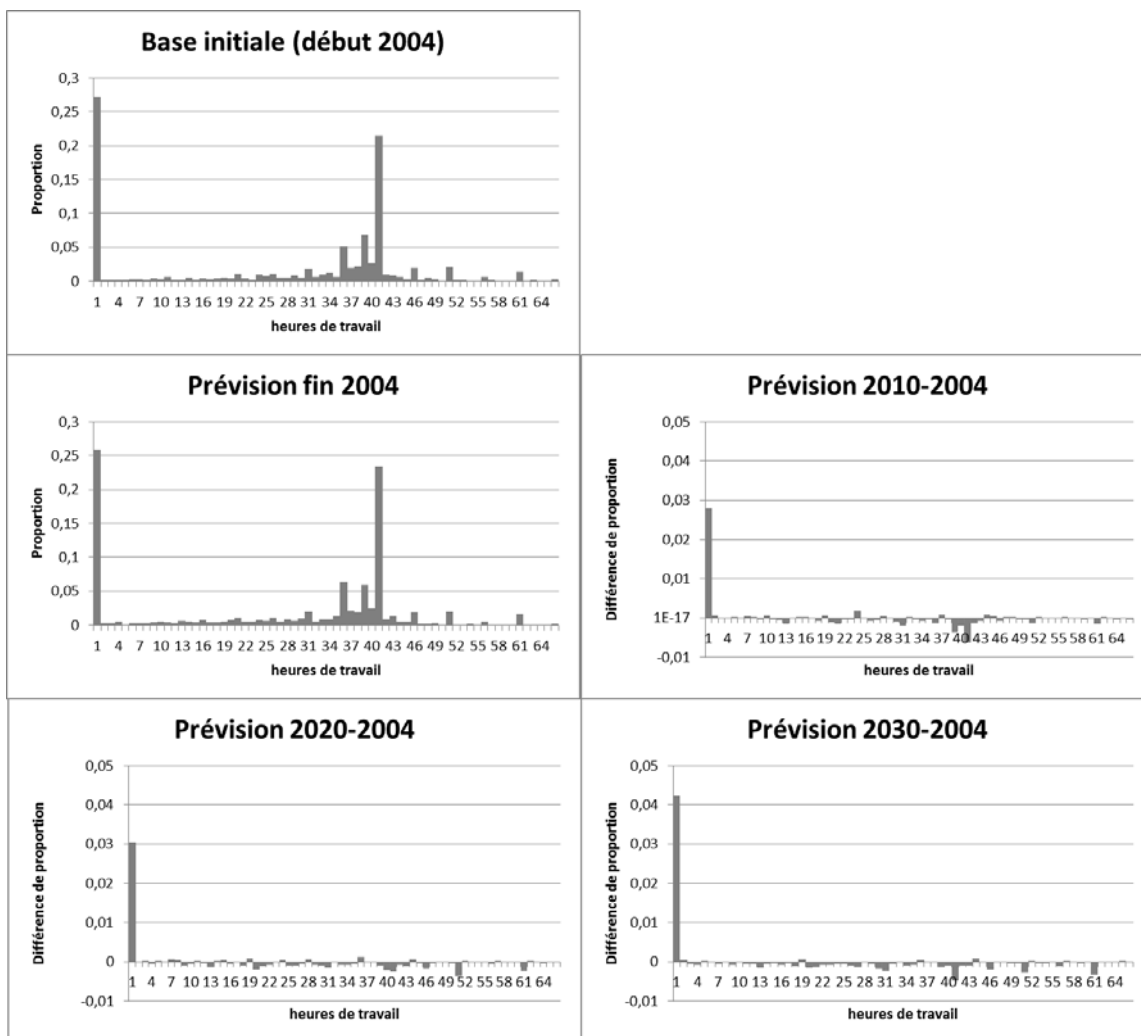 Base initiale (début 2004)
Proportion
0,3
0,25
0,2
0,15
0,1
0,05
0
1 4 7 10 13 16 19 22 25 28 31 34 37 40 43 46 49 52 55 58 61 64
heures de travail
Prévision fin 2004
Proportion
0,3
0,25
0,2
0,15
0,1
0,05
0
1 4 7 10 13 16 19 22 25 28 31 34 37 40 43 46 49 52 55 58 61 64
heures de travail
Prévision 2010-2004
Différence de proportion
0,05
0,04
0,03
0,02
0,01
1E-17
-0,01
1 4 7 10 13 16 19 22 25 28 31 34 37 40 43 46 49 52 55 58 61 64
heures de travail
Prévision 2020-2004
Différence de proportion
0,05
0,04
0,03
0,02
0,01
0
-0,01
1 4 7 10 13 16 19 22 25 28 31 34 37 40 43 46 49 52 55 58 61 64
heures de travail
Prévision 2030-2004
Différence de proportion
0,05
0,04
0,03
0,02
0,01
0
-0,01
1 4 7 10 13 16 19 22 25 28 31 34 37 40 43 46 49 52 55 58 61 64
heures de travail